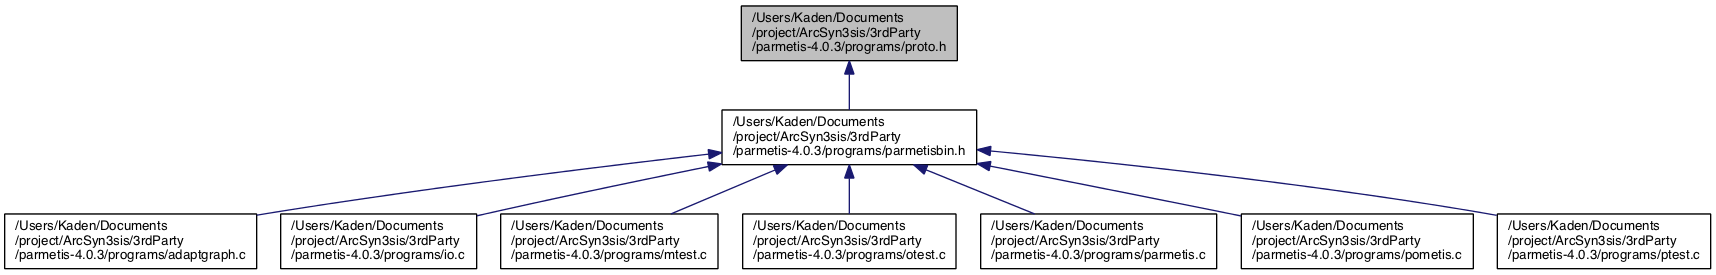 /Users/Kaden/Documents
/project/ArcSyn3sis/3rdParty
/parmetis-4.0.3/programs/proto.h
/Users/Kaden/Documents
/project/ArcSyn3sis/3rdParty
/parmetis-4.0.3/programs/parmetisbin.h
/Users/Kaden/Documents
/project/ArcSyn3sis/3rdParty
/parmetis-4.0.3/programs/adaptgraph.c
/Users/Kaden/Documents
/project/ArcSyn3sis/3rdParty
/parmetis-4.0.3/programs/io.c
/Users/Kaden/Documents
/project/ArcSyn3sis/3rdParty
/parmetis-4.0.3/programs/mtest.c
/Users/Kaden/Documents
/project/ArcSyn3sis/3rdParty
/parmetis-4.0.3/programs/otest.c
/Users/Kaden/Documents
/project/ArcSyn3sis/3rdParty
/parmetis-4.0.3/programs/parmetis.c
/Users/Kaden/Documents
/project/ArcSyn3sis/3rdParty
/parmetis-4.0.3/programs/pometis.c
/Users/Kaden/Documents
/project/ArcSyn3sis/3rdParty
/parmetis-4.0.3/programs/ptest.c